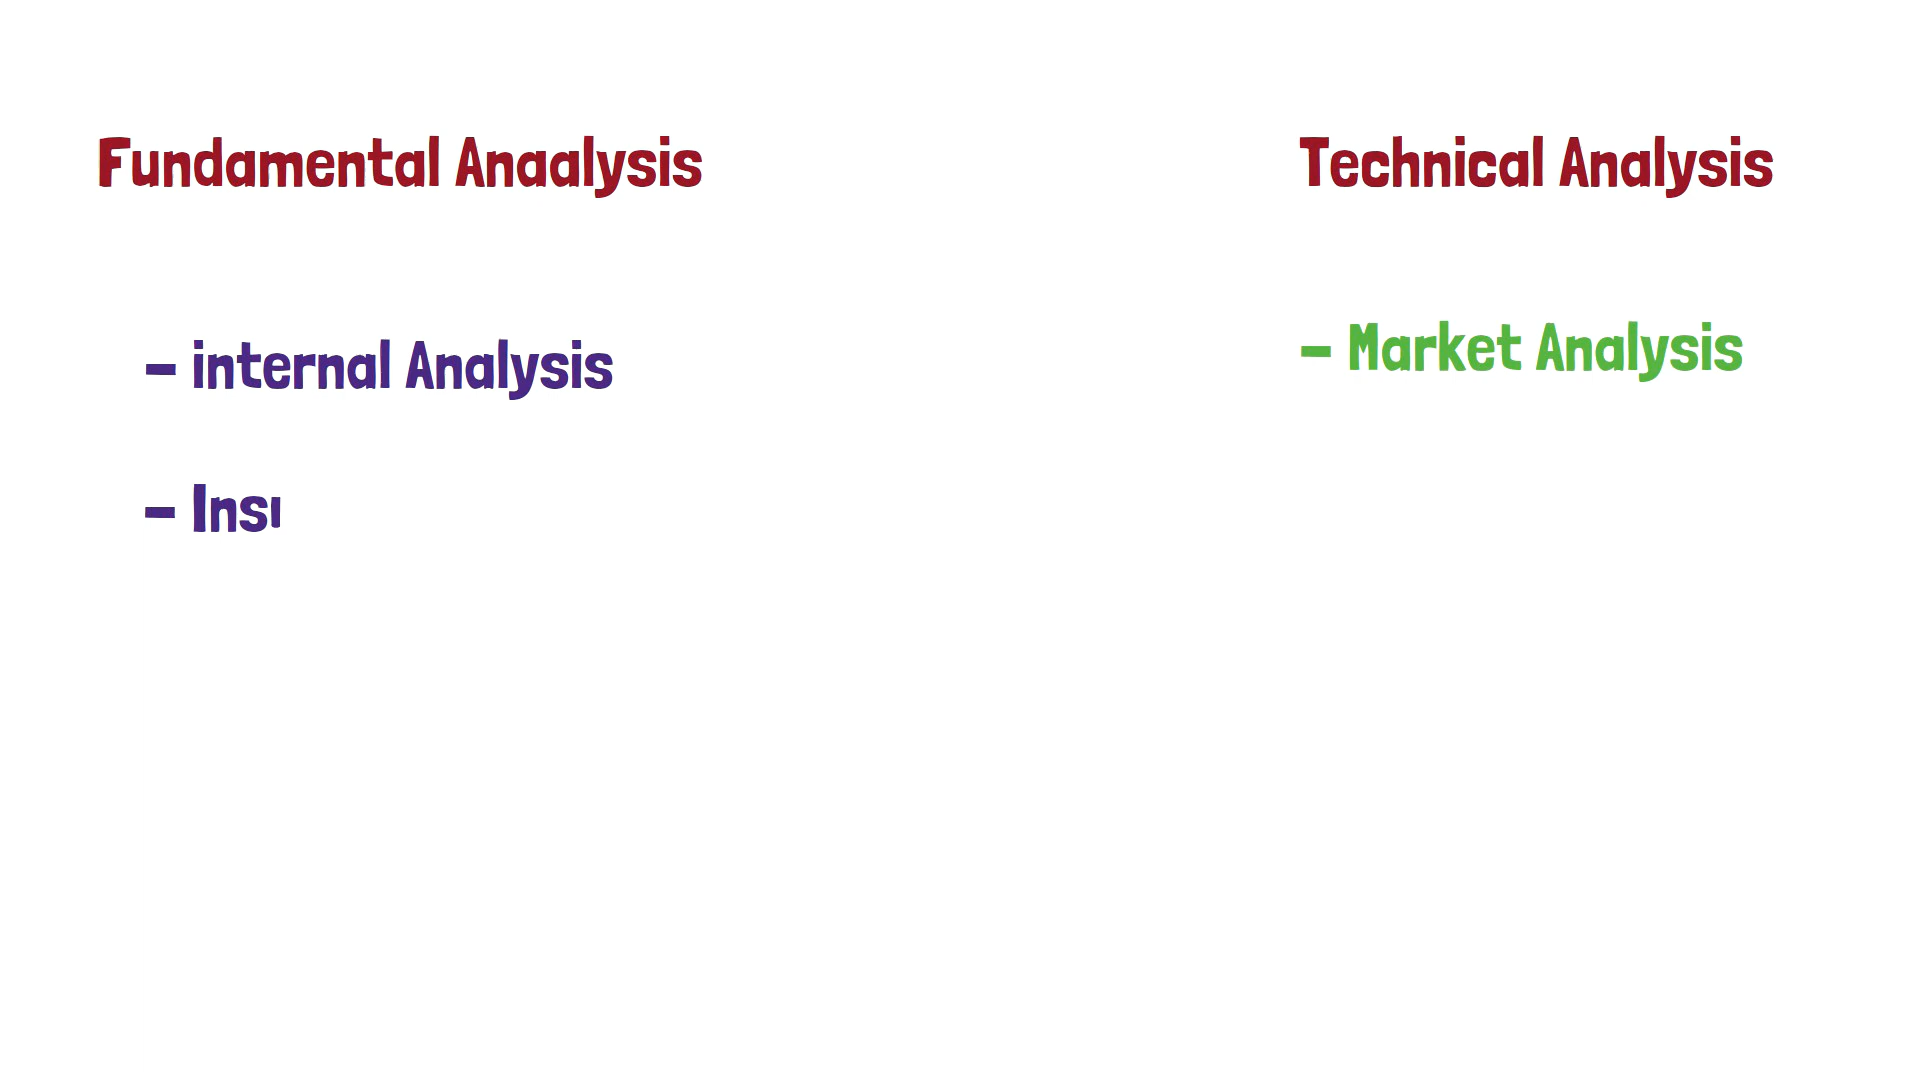 Fundamental Anaalysis
Technical Analysis
- internal Analysis
- Market Analysis
- Ins